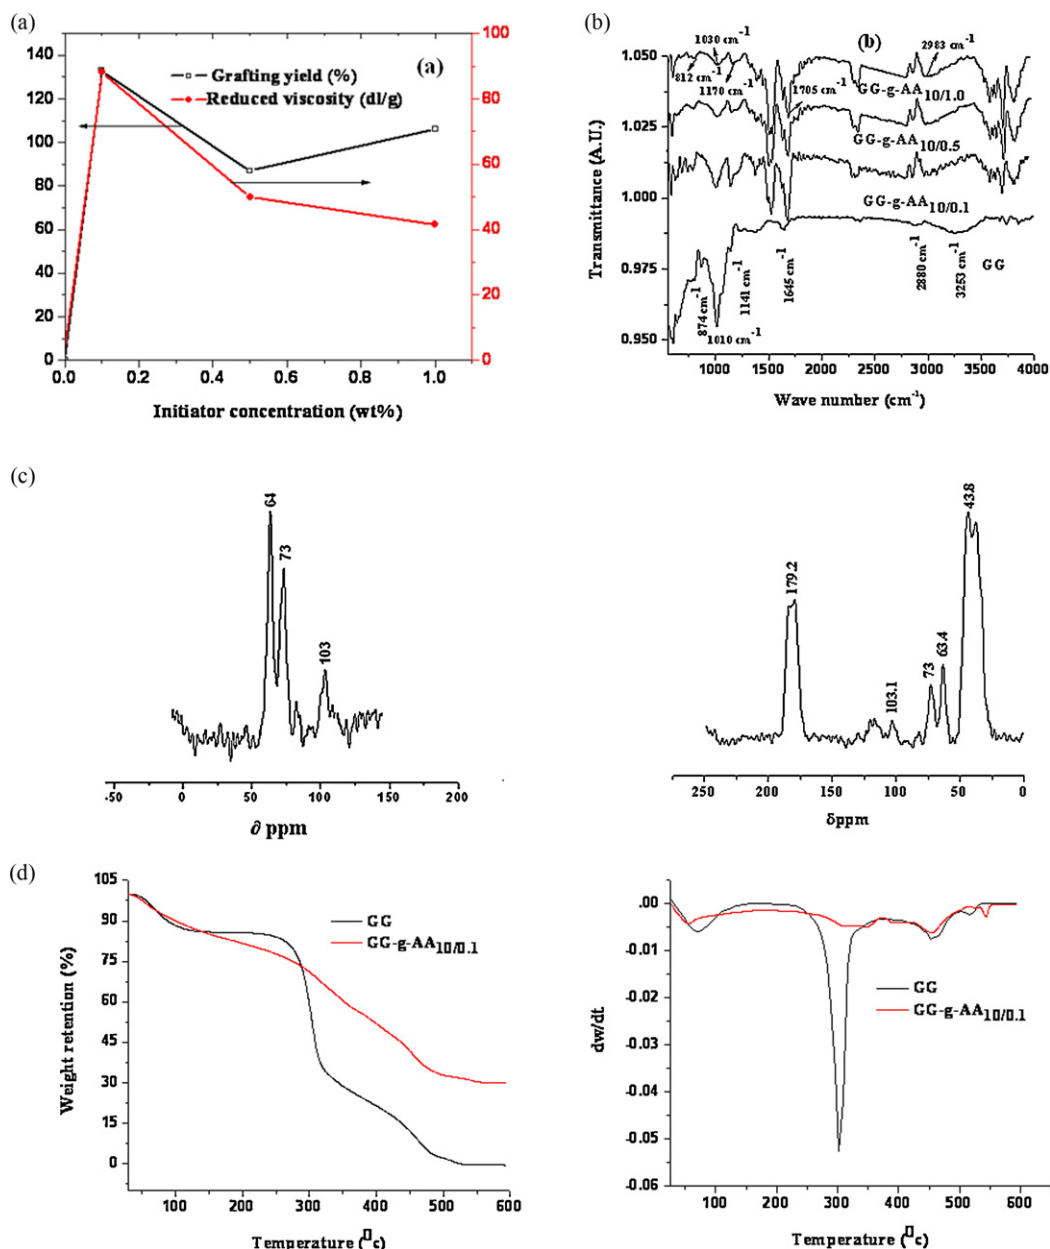 (a)
140
120
100
80
60
40
20
0
100
80
60
40
20
0
(a)
Grafting yield (%)
Reduced viscosity (dl/g)
0.0 0.2 0.4 0.6 0.8 1.0
Initiator concentration (wt%)
(b)
1.050
1.025
1.000
0.975
0.950
Transmittance (A.U.)
1030 cm-1
(b)
2983 cm-1
812 cm-1
1170 cm-1
1705 cm-1
GG-g-AA10/1.0
GG-g-AA10/0.5
GG-g-AA10/0.1
GG
874 cm-1
1010 cm-1
1141 cm-1
1645 cm-1
2880 cm-1
3253 cm-1
1000 1500 2000 2500 3000 3500 4000
Wave number (cm-1)
(c)
64
73
103
-50 0 50 100 150 200
∂ ppm
179.2
103.1
73
63.4
43.8
250 200 150 100 50 0
δppm
(d)
105
90
75
60
45
30
15
0
Weight retention (%)
GG
GG-g-AA10/0.1
100 200 300 400 500 600
Temperature (°c)
.00
-0.005
-0.006
-0.03
-0.04
-0.05
-0.06
dw/dt
GG
GG-g-AA10/0.1
100 200 300 400 500 600
Temperature (°c)